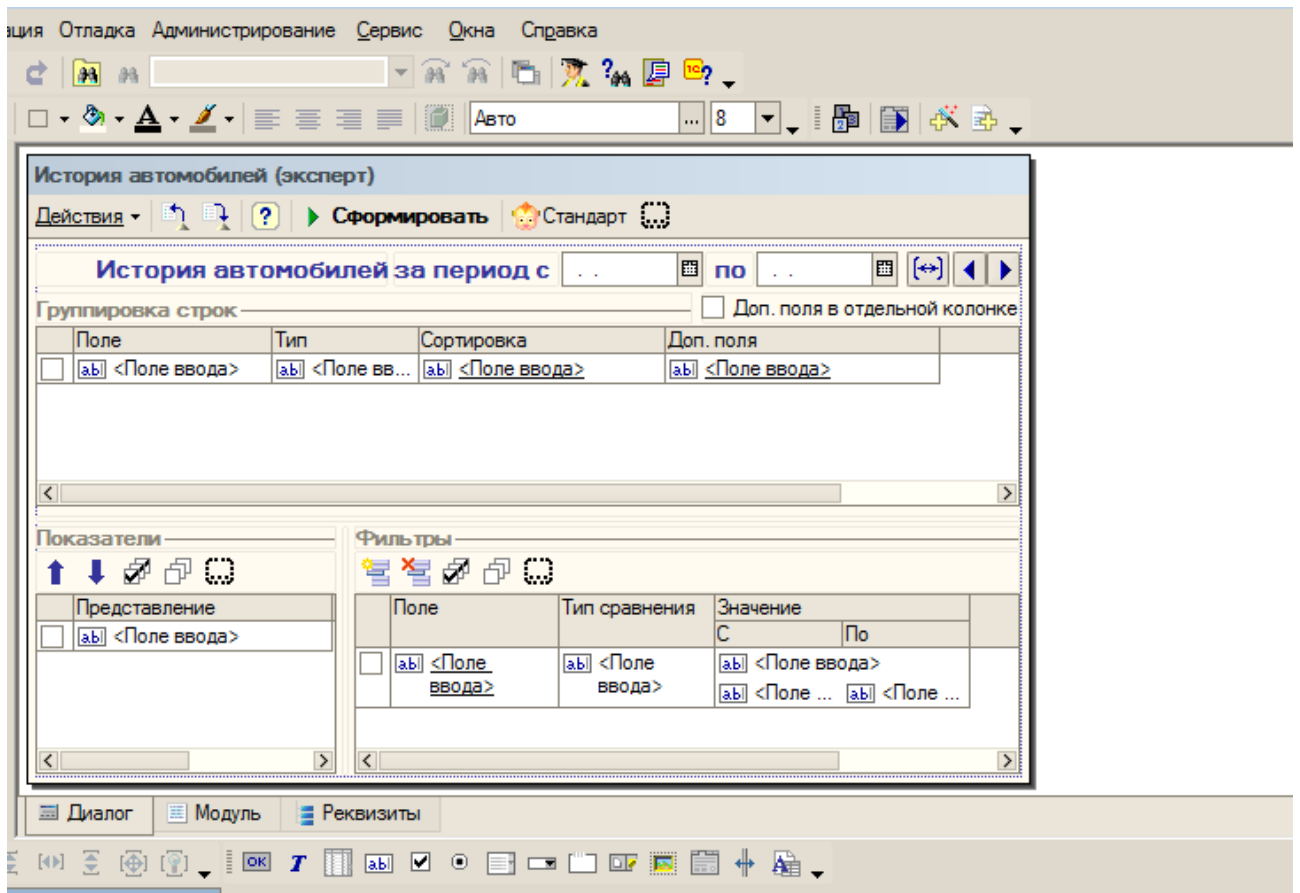 ация Отладка Администрирование Сервис Окна Справка
Авто ... 8
История автомобилей (эксперт)
Действия Сформировать Стандарт
История автомобилей за период с . . по . .
Группировка строк Доп. поля в отдельной колонке
Поле Тип Сортировка Доп. поля
<Поле ввода> <Поле вв... <Поле ввода> <Поле ввода>
Показатели Фильтры
Представление Поле Тип сравнения Значение
С По
<Поле ввода> <Поле ввода> <Поле ввода> <Поле ввода>
<Поле ... <Поле ...
Диалог Модуль Реквизиты
OK T ab